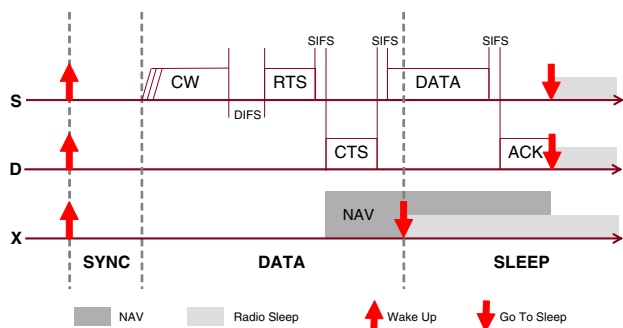 SIFS SIFS SIFS
S CW RTS DATA
DIFS
D CTS ACK
X NAV
SYNC DATA SLEEP
NAV Radio Sleep Wake Up Go To Sleep